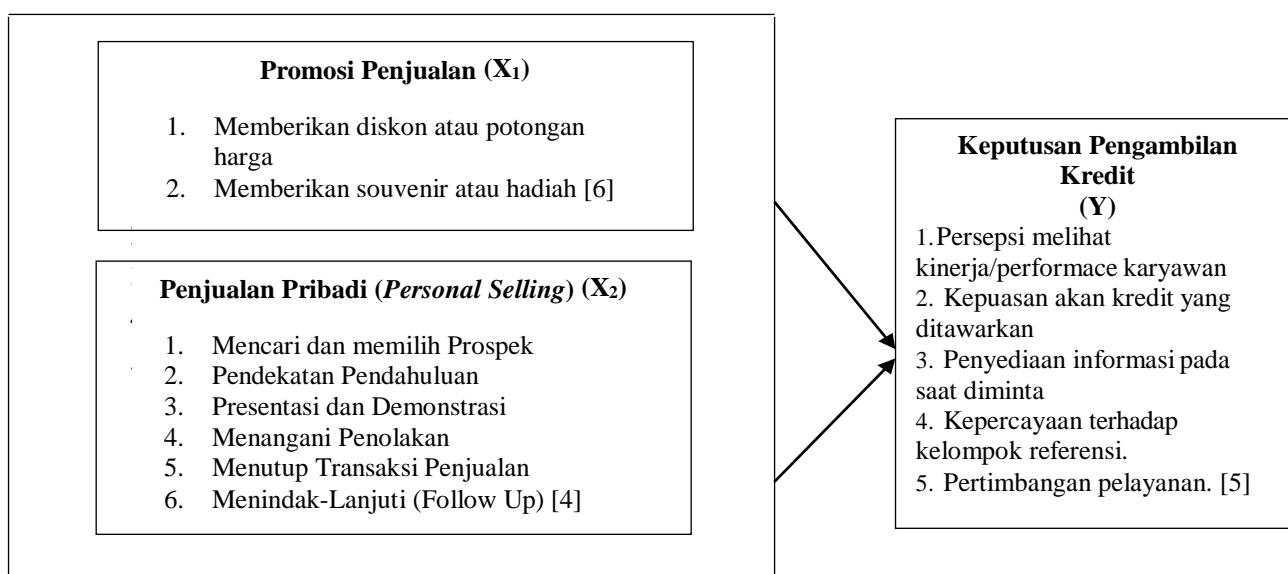 Promosi Penjualan (X1)
1. Memberikan diskon atau potongan
harga
2. Memberikan souvenir atau hadiah [6]
Penjualan Pribadi (Personal Selling) (X2)
1. Mencari dan memilih Prospek
2. Pendekatan Pendahuluan
3. Presentasi dan Demonstrasi
4. Menangani Penolakan
5. Menutup Transaksi Penjualan
6. Menindak-Lanjuti (Follow Up) [4]
Keputusan Pengambilan
Kredit
(Y)
1.Persepsi melihat
kinerja/performace karyawan
2. Kepuasan akan kredit yang
ditawarkan
3. Penyediaan informasi pada
saat diminta
4. Kepercayaan terhadap
kelompok referensi.
5. Pertimbangan pelayanan. [5]